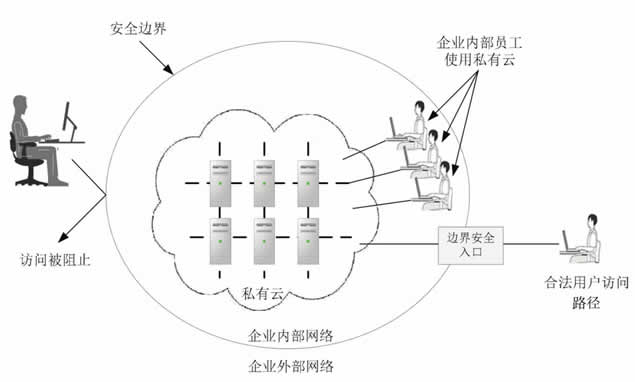 安全边界
企业内部员工
使用私有云
访问被阻止
边界安全
入口
合法用户访问
路径
私有云
企业内部网络
企业外部网络